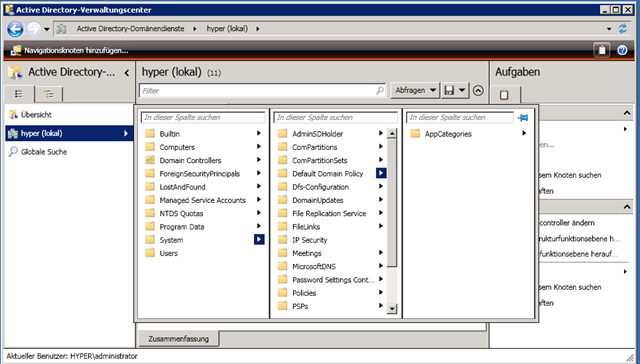 Active Directory-Verwaltungscenter
Active Directory-Domänendienste
hyper (lokal)
Navigationsknoten hinzufügen...
Active Directory-...
hyper (lokal) (11)
Aufgaben
Filter
Abfragen
Übersicht
hyper (lokal)
Globale Suche
In dieser Spalte suchen
Builtin
Computers
Domain Controllers
ForeignSecurityPrincipals
LostAndFound
Managed Service Accounts
NTDS Quotas
Program Data
System
Users
In dieser Spalte suchen
AdminSDHolder
ComPartitions
ComPartitionSets
Default Domain Policy
Dfs-Configuration
DomainUpdates
File Replication Service
FileLinks
IP Security
Meetings
MicrosoftDNS
Password Settings Cont...
Policies
PSPs
In dieser Spalte suchen
AppCategories
en...
sem Knoten suchen
controller ändern
rukturfunktionsebene h
nfunktionsebene herauf...
sem Knoten suchen
Zusammenfassung
Aktueller Benutzer: HYPER\administrator